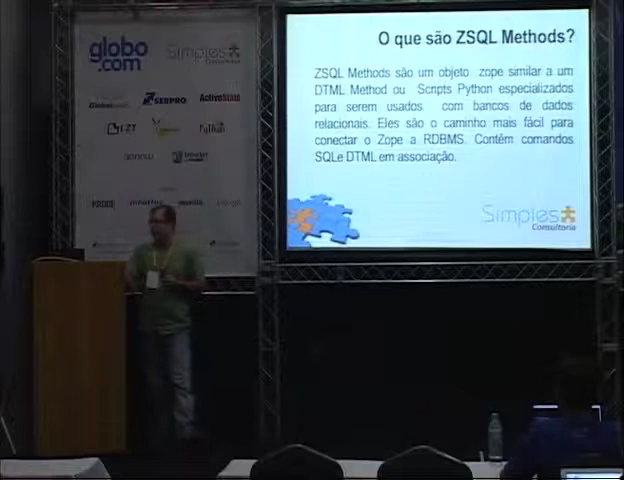 O que são ZSQL Methods?
ZSQL Methods são um objeto zope similar a um
DTML Method ou Scripts Python especializados
para serem usados com bancos de dados
relacionais. Eles são o caminho mais fácil para
conectar o Zope a RDBMS. Contêm comandos
SQLe DTML em associação.
Simples
Consultoria
globo
.com
Simples
Consultoria
SERPRO
ActiveState
LZT
python